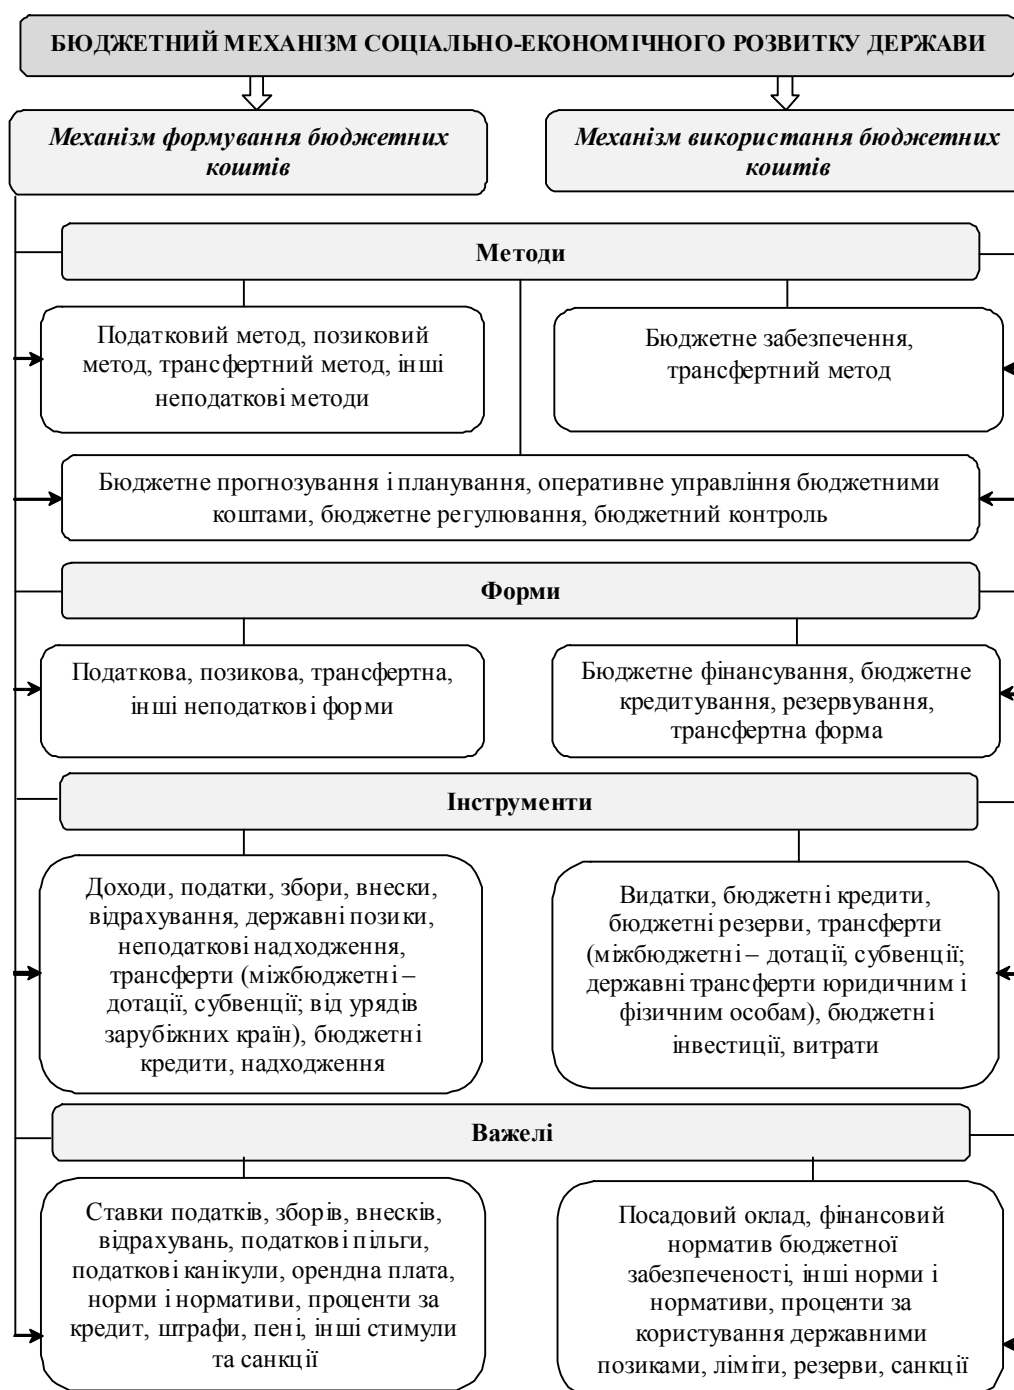 БЮДЖЕТНИЙ МЕХАНІЗМ СОЦІАЛЬНО-ЕКОНОМІЧНОГО РОЗВИТКУ ДЕРЖАВИ
Механізм формування бюджетних
коштів
Механізм використання бюджетних
коштів
Методи
Податковий метод, позиковий
метод, трансфертний метод, інші
неподаткові методи
Бюджетне забезпечення,
трансфертний метод
Бюджетне прогнозування і планування, оперативне управління бюджетними
коштами, бюджетне регулювання, бюджетний контроль
Форми
Податкова, позикова, трансфертна,
інші неподаткові форми
Бюджетне фінансування, бюджетне
кредитування, резервування,
трансфертна форма
Інструменти
Доходи, податки, збори, внески,
відрахування, державні позики,
неподаткові надходження,
трансферти (міжбюджетні –
дотації, субвенції; від урядів
зарубіжних країн), бюджетні
кредити, надходження
Видатки, бюджетні кредити,
бюджетні резерви, трансферти
(міжбюджетні – дотації, субвенції;
державні трансферти юридичним і
фізичним особам), бюджетні
інвестиції, витрати
Важелі
Ставки податків, зборів, внесків,
відрахувань, податкові пільги,
податкові канікули, орендна плата,
норми і нормативи, проценти за
кредит, штрафи, пені, інші стимули
та санкції
Посадовий оклад, фінансовий
норматив бюджетної
забезпеченості, інші норми і
нормативи, проценти за
користування державними
позиками, ліміти, резерви, санкції